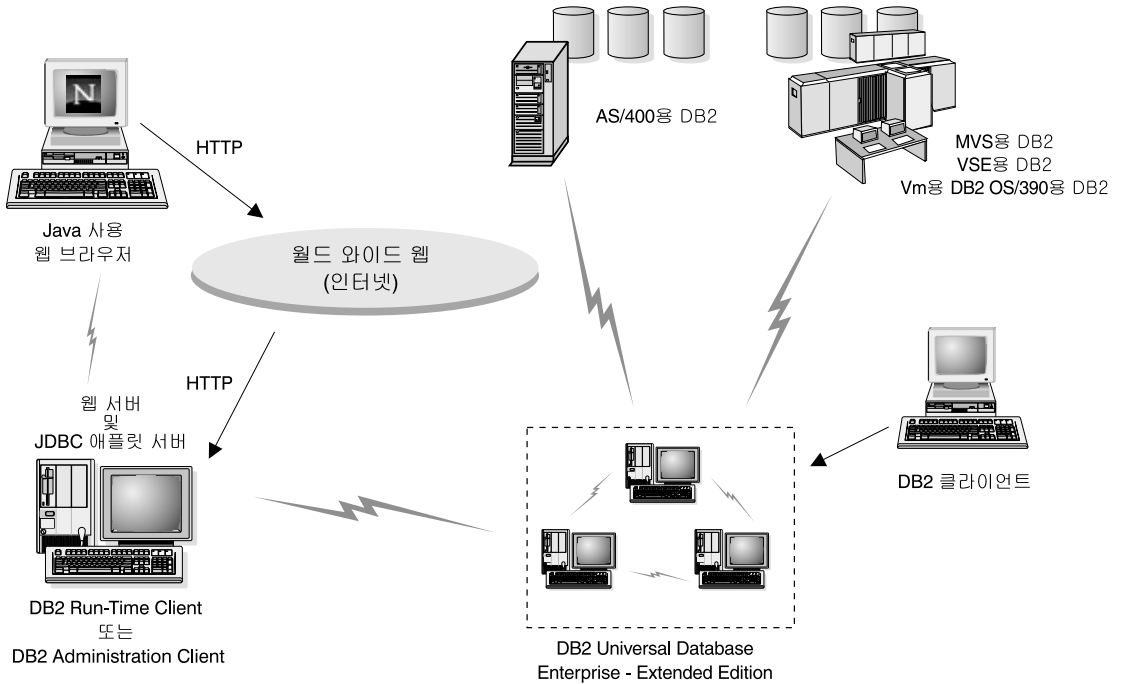 N
AS/400용 DB2
MVS용 DB2
VSE용 DB2
Vm용 DB2 OS/390용 DB2
HTTP
Java 사용
웹 브라우저
월드 와이드 웹
(인터넷)
HTTP
웹 서버
및
JDBC 애플릿 서버
DB2 클라이언트
DB2 Run-Time Client
또는
DB2 Administration Client
DB2 Universal Database
Enterprise - Extended Edition